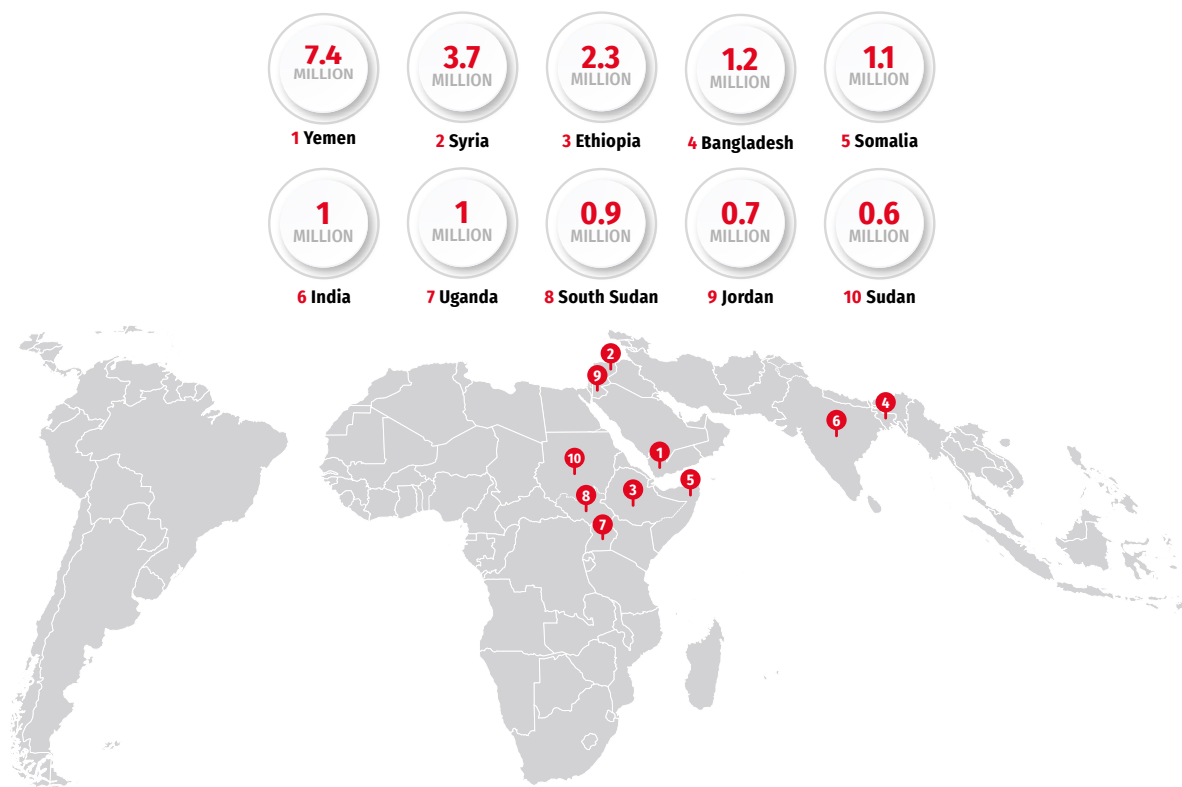 7.4
MILLION
1 Yemen
3.7
MILLION
2 Syria
2.3
MILLION
3 Ethiopia
1.2
MILLION
4 Bangladesh
1.1
MILLION
5 Somalia
1
MILLION
6 India
1
MILLION
7 Uganda
0.9
MILLION
8 South Sudan
0.7
MILLION
9 Jordan
0.6
MILLION
10 Sudan
2
9
4
6
1
10
5
3
8
7